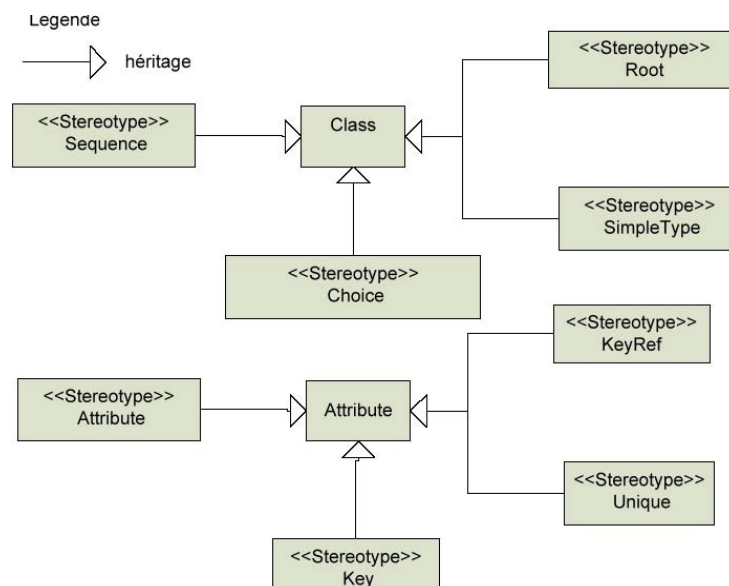 Legende
héritage
<<Stereotype>>
Root
<<Stereotype>>
Sequence
Class
<<Stereotype>>
SimpleType
<<Stereotype>>
Choice
<<Stereotype>>
KeyRef
<<Stereotype>>
Attribute
Attribute
<<Stereotype>>
Unique
<<Stereotype>>
Key